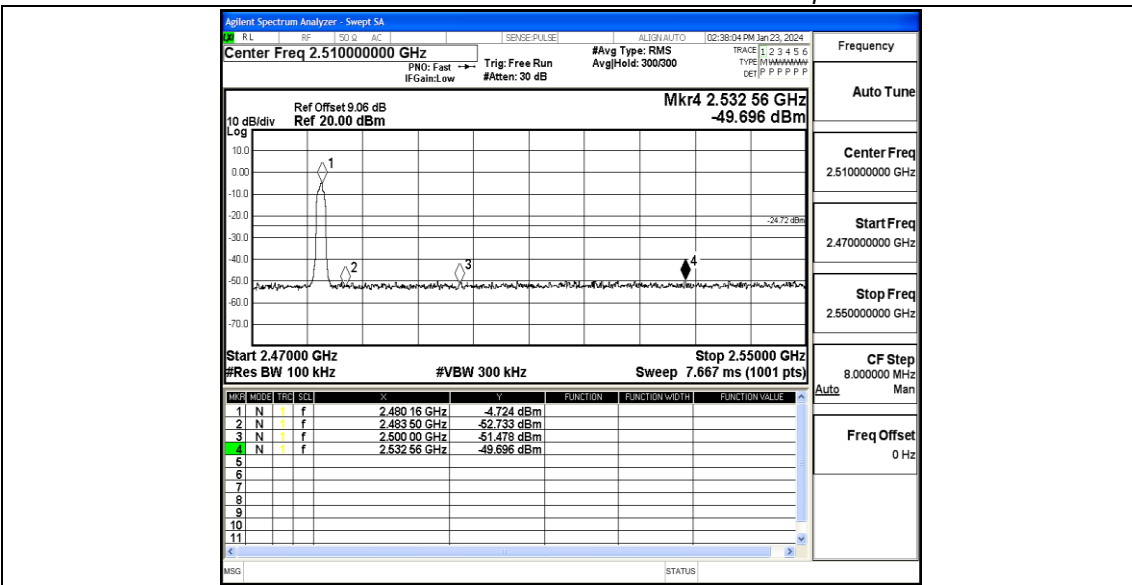 Agilent Spectrum Analyzer - Swept SA
RL RF 50 Ω AC SENSE:PULSE ALIGN AUTO 02:38:04 PM Jan 23, 2024
Center Freq 2.510000000 GHz #Avg Type: RMS TRACE 1 2 3 4 5 6
PNO: Fast Trig: Free Run Avg|Hold: 300/300 TYPE M
IFGain:Low #Atten: 30 dB DET P P P P P P
Mkr4 2.532 56 GHz
Ref Offset 9.06 dB
10 dB/div Ref 20.00 dBm -49.696 dBm
Log
10.0
0.00
-10.0
-20.0
-24.72 dBm
-30.0
-40.0
-50.0
-60.0
-70.0
1
2
3
4
Start 2.47000 GHz Stop 2.55000 GHz
#Res BW 100 kHz #VBW 300 kHz Sweep 7.667 ms (1001 pts)
MKR MODE TRC SCL X Y FUNCTION FUNCTION WIDTH FUNCTION VALUE
1 N 1 f 2.480 16 GHz -4.724 dBm
2 N 1 f 2.483 50 GHz -52.733 dBm
3 N 1 f 2.500 00 GHz -51.478 dBm
4 N 1 f 2.532 56 GHz -49.696 dBm
5
6
7
8
9
10
11
MSG STATUS
Frequency
Auto Tune
Center Freq
2.510000000 GHz
Start Freq
2.470000000 GHz
Stop Freq
2.550000000 GHz
CF Step
8.000000 MHz
Auto Man
Freq Offset
0 Hz